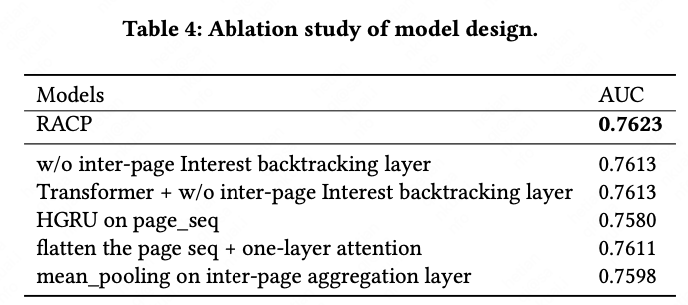 Table 4: Ablation study of model design.
Models AUC
RACP 0.7623
w/o inter-page Interest backtracking layer 0.7613
Transformer + w/o inter-page Interest backtracking layer 0.7613
HGRU on page_seq 0.7580
flatten the page seq + one-layer attention 0.7611
mean_pooling on inter-page aggregation layer 0.7598